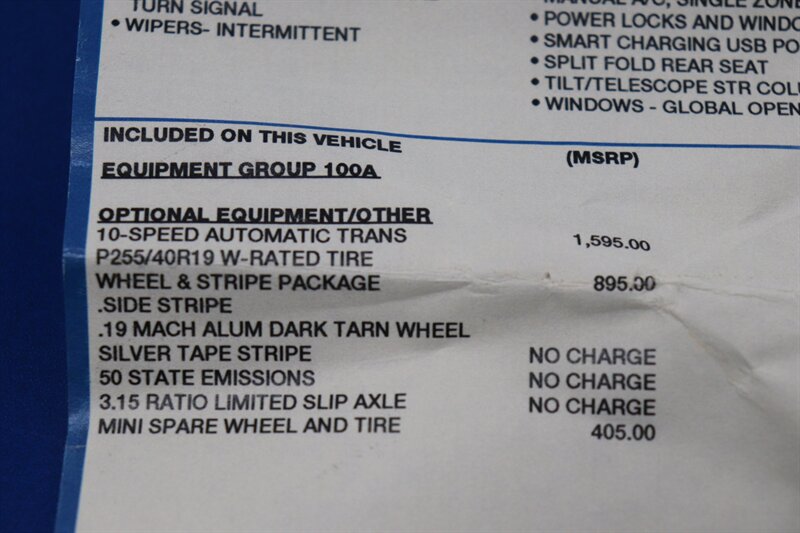 TURN SIGNAL
• WIPERS- INTERMITTENT
MANUAL A/C, SINGLE ZONE
• POWER LOCKS AND
• SMART CHARGING USB
• SPLIT FOLD REAR SEAT
• TILT/TELESCOPE STR
• WINDOWS - GLOBAL
INCLUDED ON THIS VEHICLE
(MSRP)
EQUIPMENT GROUP 100A
OPTIONAL EQUIPMENT/OTHER
10-SPEED AUTOMATIC TRANS 1,595.00
P255/40R19 W-RATED TIRE
WHEEL & STRIPE PACKAGE 895.00
.SIDE STRIPE
.19 MACH ALUM DARK TARN WHEEL
SILVER TAPE STRIPE NO CHARGE
50 STATE EMISSIONS NO CHARGE
3.15 RATIO LIMITED SLIP AXLE NO CHARGE
MINI SPARE WHEEL AND TIRE 405.00